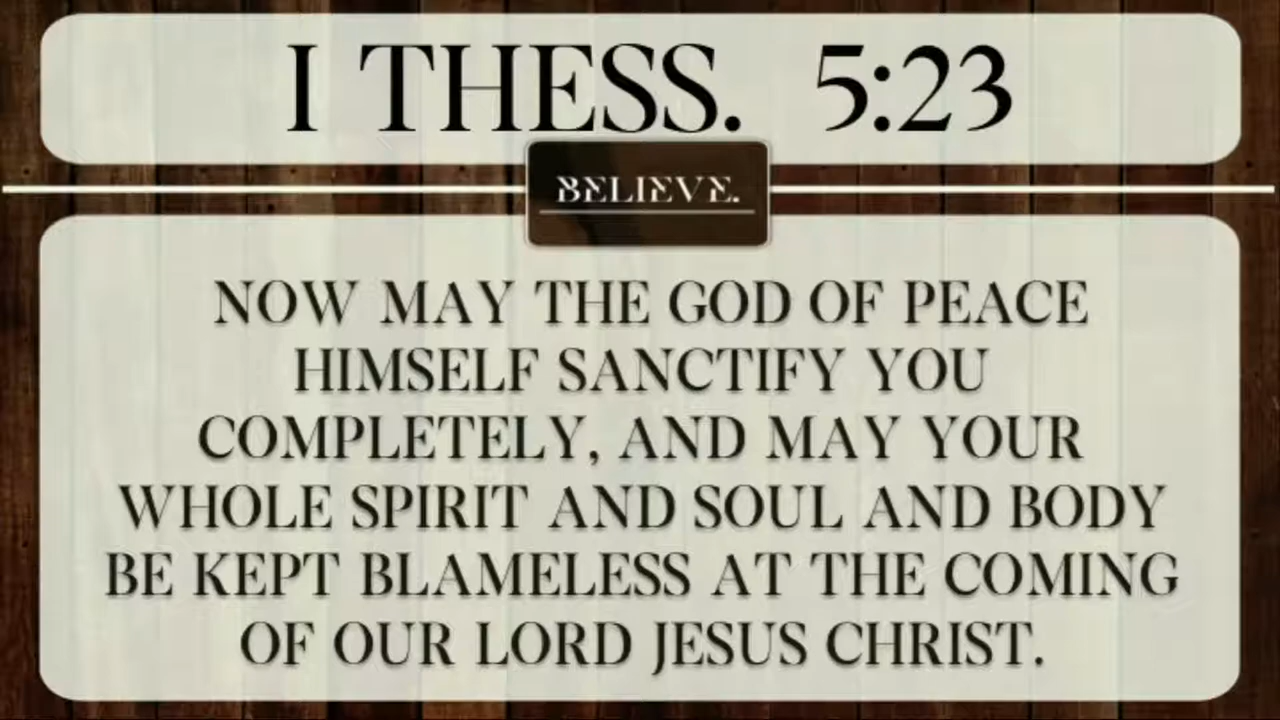 I THESS. 5:23
BELIEVE.
NOW MAY THE GOD OF PEACE
HIMSELF SANCTIFY YOU
COMPLETELY, AND MAY YOUR
WHOLE SPIRIT AND SOUL AND BODY
BE KEPT BLAMELESS AT THE COMING
OF OUR LORD JESUS CHRIST.